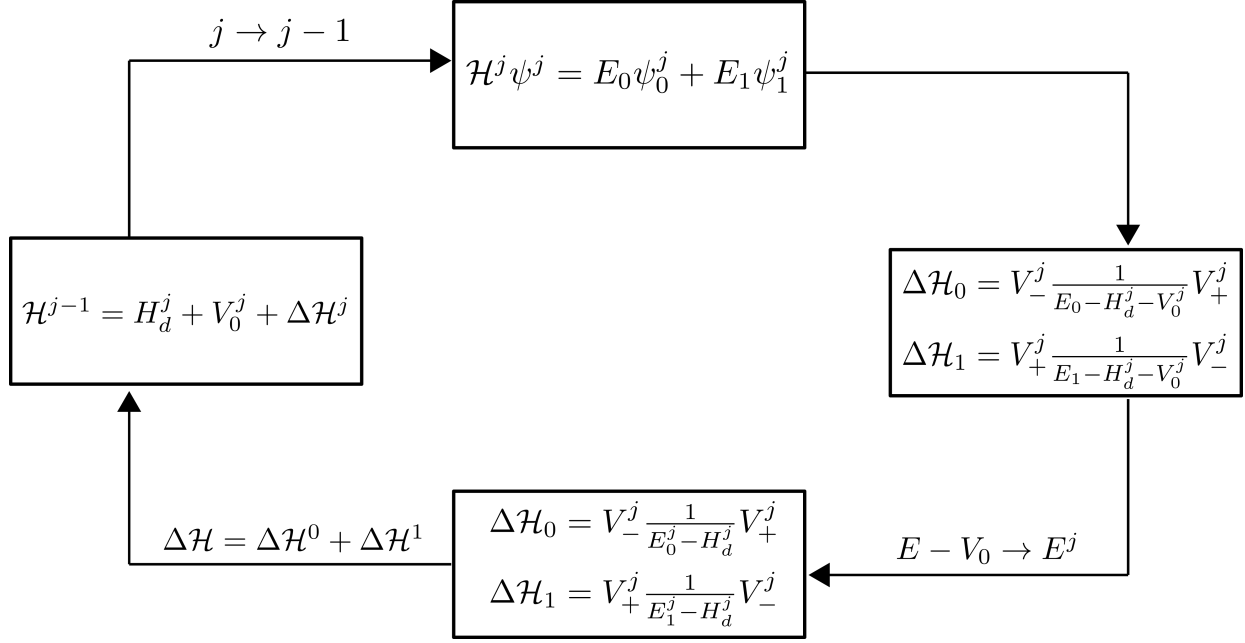 j → j − 1
ℋ^j ψ^j = E_0 ψ_0^j + E_1 ψ_1^j
Δℋ_0 = V_-^j \frac{1}{E_0 − H_d^j − V_0^j} V_+^j
Δℋ_1 = V_+^j \frac{1}{E_1 − H_d^j − V_0^j} V_-^j
ℋ^{j−1} = H_d^j + V_0^j + Δℋ^j
Δℋ = Δℋ^0 + Δℋ^1
Δℋ_0 = V_-^j \frac{1}{E_0^j − H_d^j} V_+^j
Δℋ_1 = V_+^j \frac{1}{E_1^j − H_d^j} V_-^j
E − V_0 → E^j